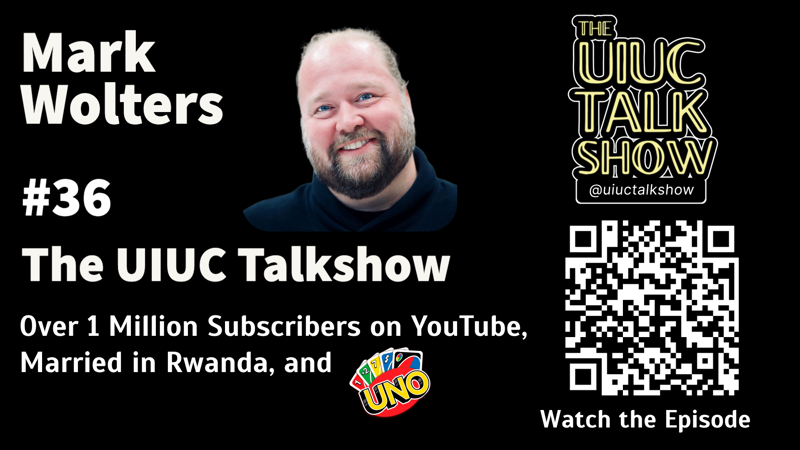 Mark
Wolters
#36
The UIUC Talkshow
Over 1 Million Subscribers on YouTube,
Married in Rwanda, and
UNO
THE
UIUC
TALK
SHOW
@uiuctalkshow
Watch the Episode